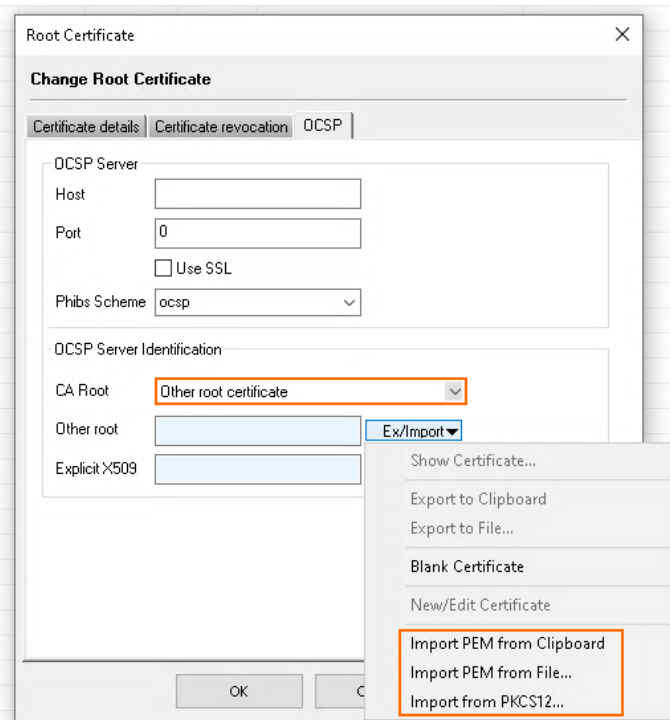 Root Certificate
Change Root Certificate
Certificate details Certificate revocation OCSP
OCSP Server
Host
Port 0
Use SSL
Phibs Scheme ocsp
OCSP Server Identification
CA Root Other root certificate
Other root Ex/Import
Explicit X509
Show Certificate...
Export to Clipboard
Export to File...
Blank Certificate
New/Edit Certificate
Import PEM from Clipboard
Import PEM from File...
Import from PKCS12...
OK C